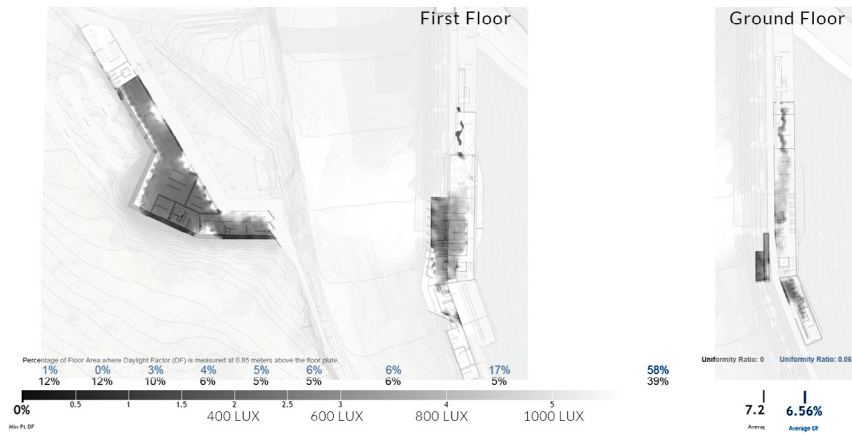 First Floor
Ground Floor
Percentage of Floor Area where Daylight Factor (DF) is measured at 0.85 meters above the floor plate.
Uniformity Ratio: 0 Uniformity Ratio: 0.06
1% 0% 3% 4% 5% 6% 6% 17% 58%
12% 12% 10% 6% 5% 5% 6% 5% 39%
0% 0.5 1 1.5 2 2.5 3 4 5
400 LUX 600 LUX 800 LUX 1000 LUX
7.2 6.56%
Min Pt DF
Averag Average DF